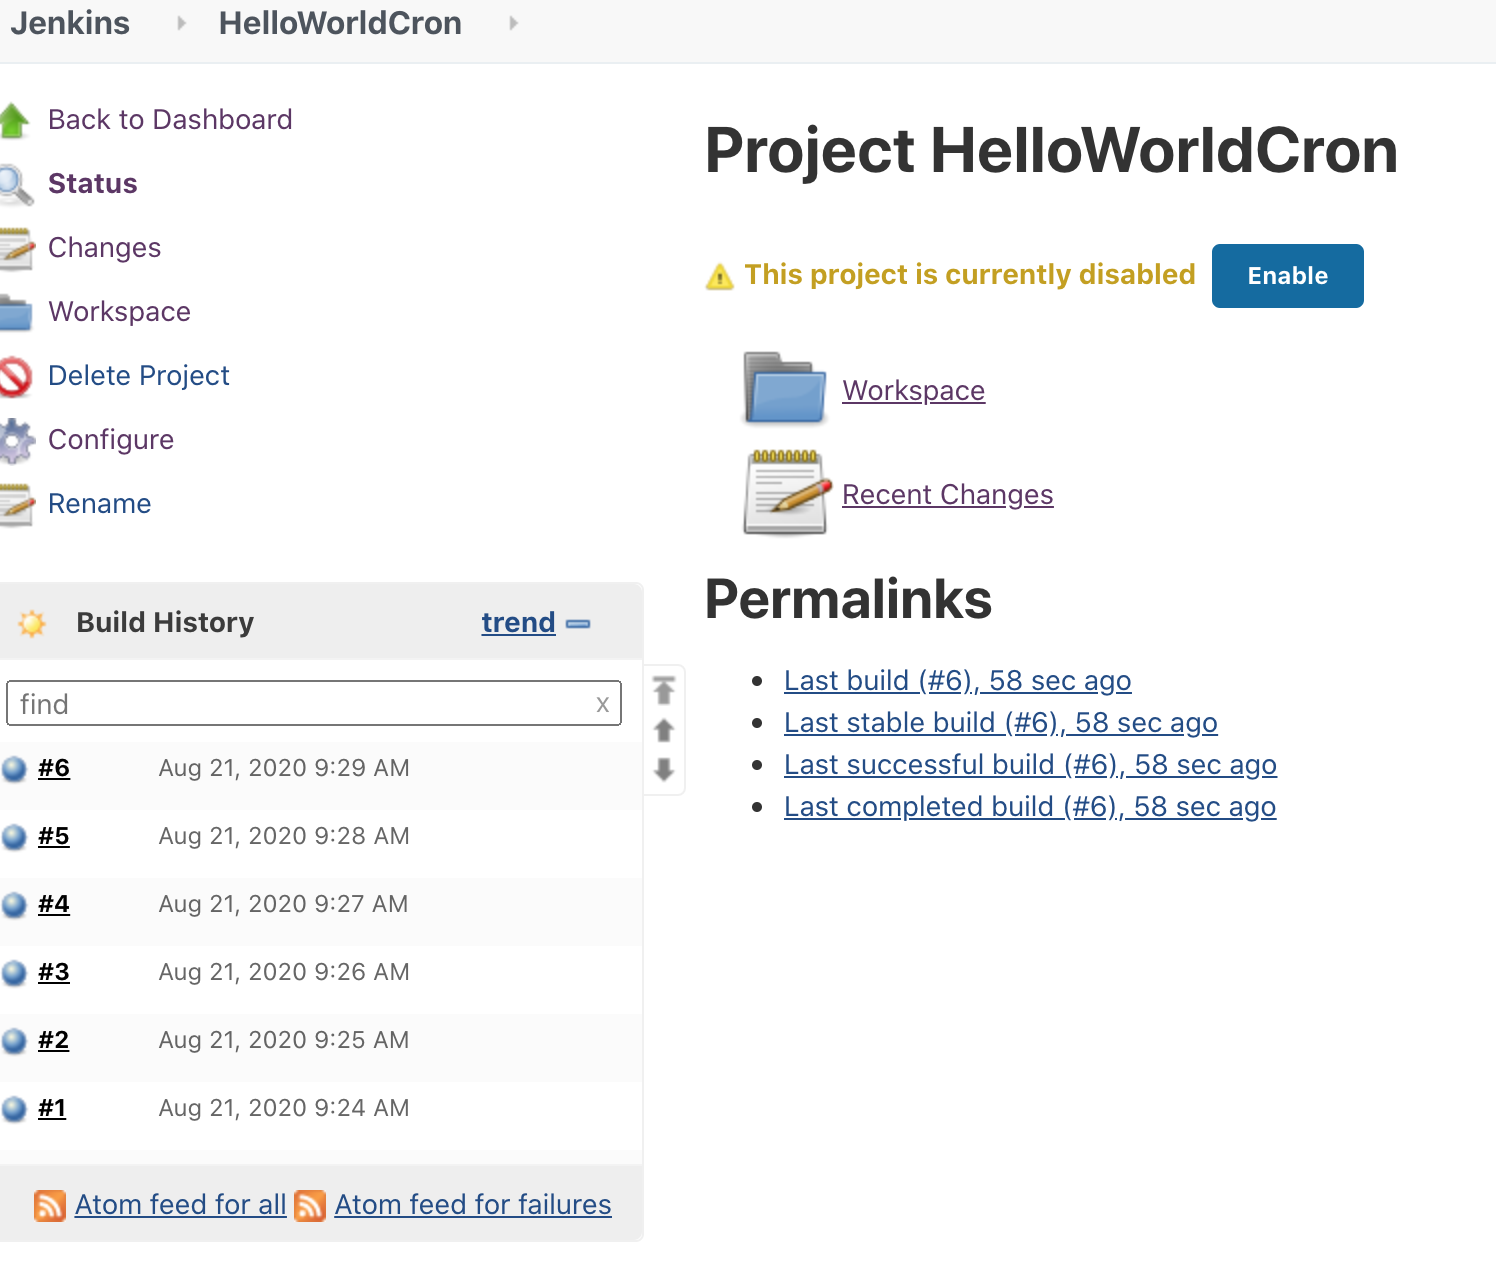 Jenkins HelloWorldCron
Back to Dashboard
Status
Changes
Workspace
Delete Project
Configure
Rename
Build History trend
find x
#6 Aug 21, 2020 9:29 AM
#5 Aug 21, 2020 9:28 AM
#4 Aug 21, 2020 9:27 AM
#3 Aug 21, 2020 9:26 AM
#2 Aug 21, 2020 9:25 AM
#1 Aug 21, 2020 9:24 AM
Atom feed for all Atom feed for failures
Project HelloWorldCron
This project is currently disabled Enable
Workspace
Recent Changes
Permalinks
Last build (#6), 58 sec ago
Last stable build (#6), 58 sec ago
Last successful build (#6), 58 sec ago
Last completed build (#6), 58 sec ago